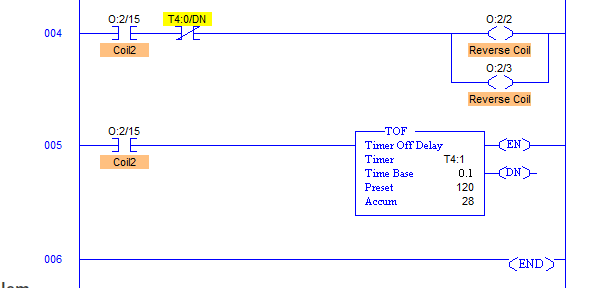 O:2/15 T4:0/DN O:2/2
004
Coil2 Reverse Coil
O:2/3
Reverse Coil
O:2/15 TOF
005 Timer Off Delay EN
Coil2 Timer T4:1
Time Base 0.1 DN
Preset 120
Accum 28
006 END